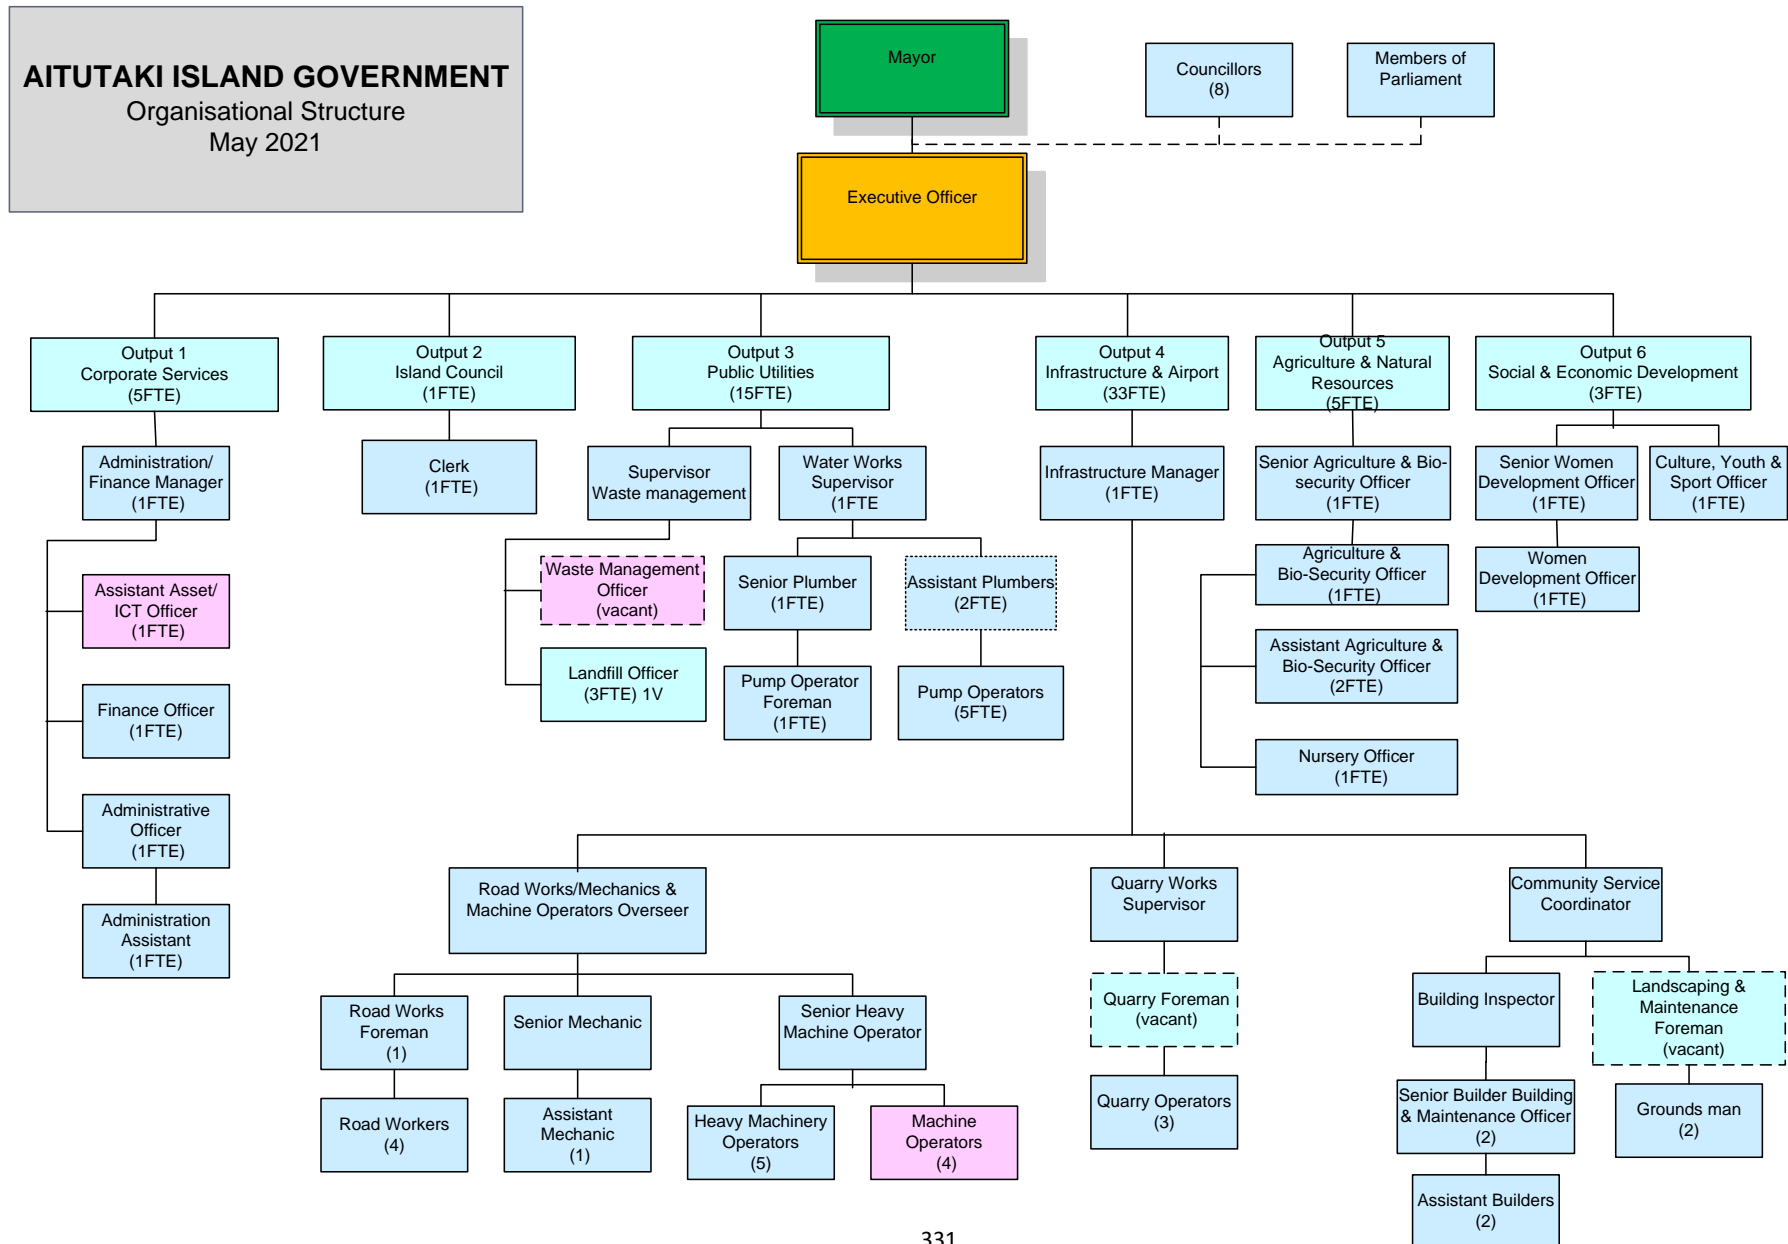 AITUTAKI ISLAND GOVERNMENT
Organisational Structure
May 2021
Mayor
Councillors
(8)
Members of
Parliament
Executive Officer
Output 1
Corporate Services
(5FTE)
Output 2
Island Council
(1FTE)
Output 3
Public Utilities
(15FTE)
Output 4
Infrastructure & Airport
(33FTE)
Output 5
Agriculture & Natural
Resources
(5FTE)
Output 6
Social & Economic Development
(3FTE)
Administration/
Finance Manager
(1FTE)
Clerk
(1FTE)
Supervisor
Waste management
Water Works
Supervisor
(1FTE
Infrastructure Manager
(1FTE)
Senior Agriculture & Bio-
security Officer
(1FTE)
Senior Women
Development Officer
(1FTE)
Culture, Youth &
Sport Officer
(1FTE)
Assistant Asset/
ICT Officer
(1FTE)
Waste Management
Officer
(vacant)
Senior Plumber
(1FTE)
Assistant Plumbers
(2FTE)
Agriculture &
Bio-Security Officer
(1FTE)
Women
Development Officer
(1FTE)
Finance Officer
(1FTE)
Landfill Officer
(3FTE) 1V
Pump Operator
Foreman
(1FTE)
Pump Operators
(5FTE)
Assistant Agriculture &
Bio-Security Officer
(2FTE)
Nursery Officer
(1FTE)
Administrative
Officer
(1FTE)
Administration
Assistant
(1FTE)
Road Works/Mechanics &
Machine Operators Overseer
Quarry Works
Supervisor
Community Service
Coordinator
Road Works
Foreman
(1)
Senior Mechanic
Senior Heavy
Machine Operator
Quarry Foreman
(vacant)
Building Inspector
Landscaping &
Maintenance
Foreman
(vacant)
Road Workers
(4)
Assistant
Mechanic
(1)
Heavy Machinery
Operators
(5)
Machine
Operators
(4)
Quarry Operators
(3)
Senior Builder Building
& Maintenance Officer
(2)
Grounds man
(2)
Assistant Builders
(2)
331